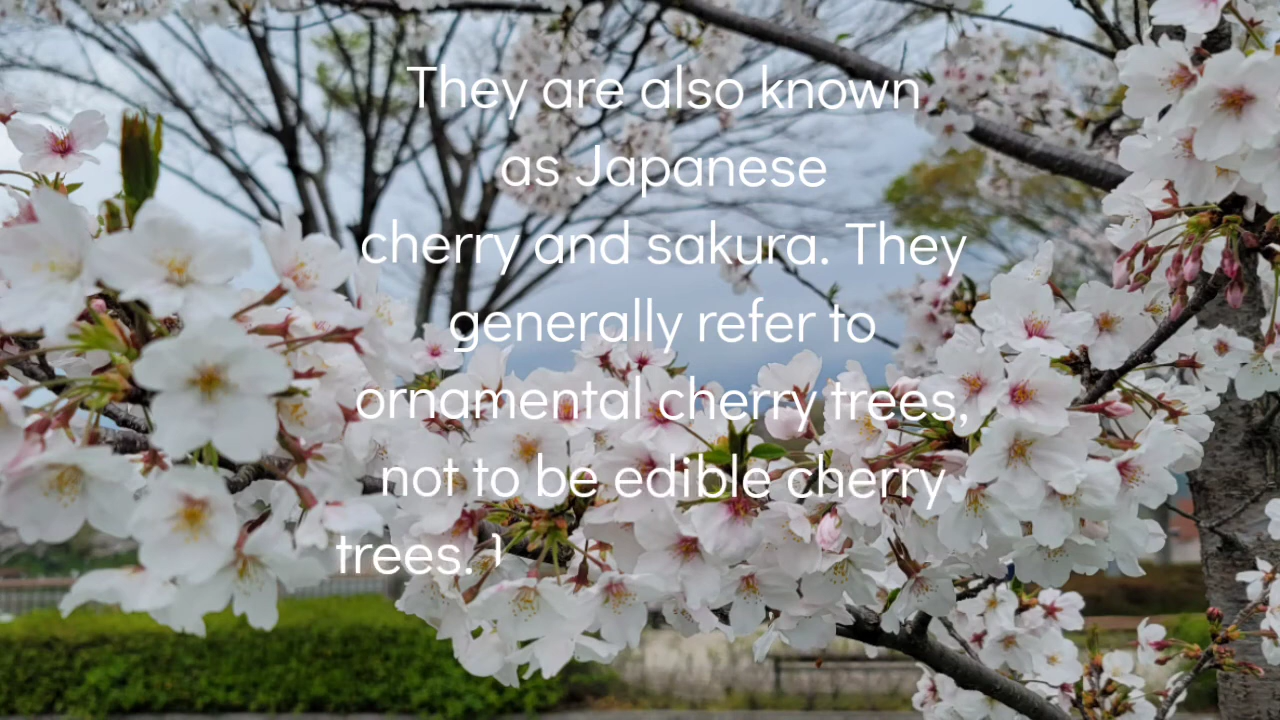 They are also known
as Japanese
cherry and sakura. They
generally refer to
ornamental cherry trees,
not to be edible cherry
trees.